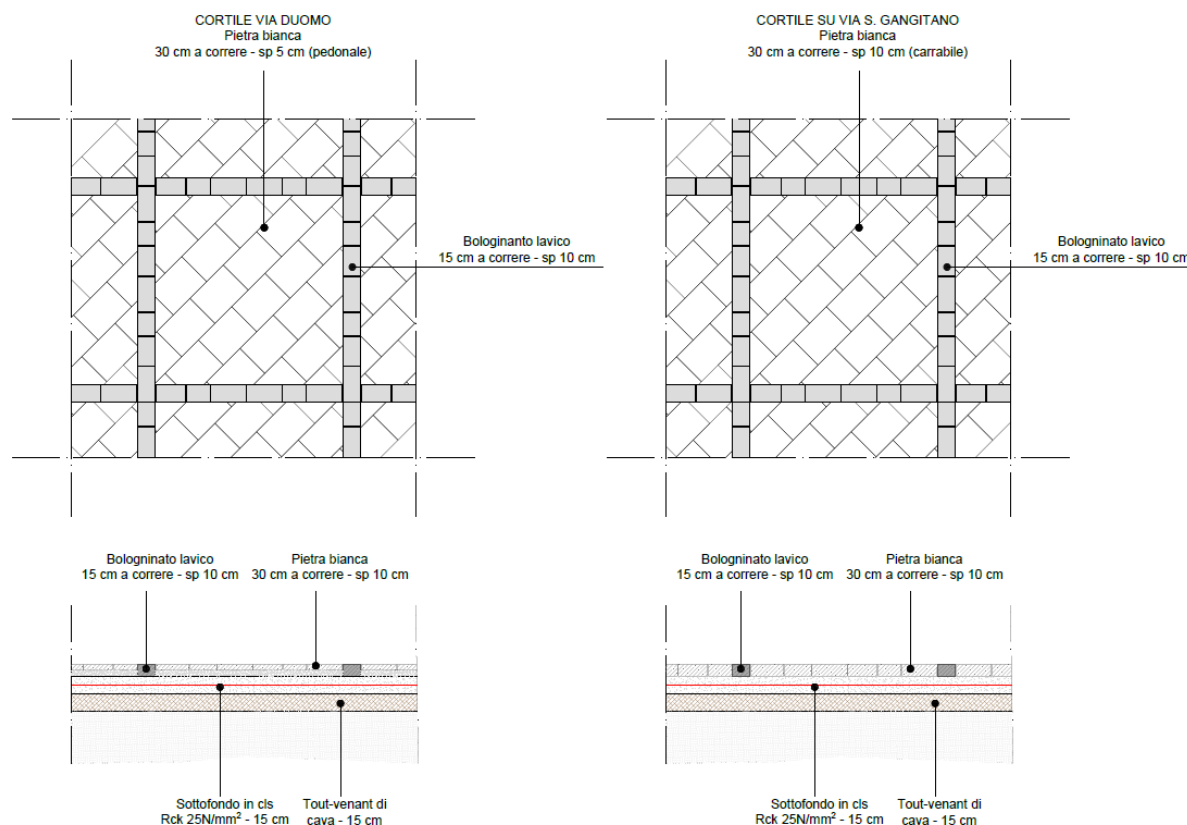 CORTILE VIA DUOMO
Pietra bianca
30 cm a correre - sp 5 cm (pedonale)
CORTILE SU VIA S. GANGITANO
Pietra bianca
30 cm a correre - sp 10 cm (carrabile)
Bologinanto lavico
15 cm a correre - sp 10 cm
Bologninato lavico
15 cm a correre - sp 10 cm
Bologninato lavico
15 cm a correre - sp 10 cm
Pietra bianca
30 cm a correre - sp 10 cm
Bologninato lavico
15 cm a correre - sp 10 cm
Pietra bianca
30 cm a correre - sp 10 cm
Sottofondo in cls
Rck 25N/mm² - 15 cm
Tout-venant di
cava - 15 cm
Sottofondo in cls
Rck 25N/mm² - 15 cm
Tout-venant di
cava - 15 cm